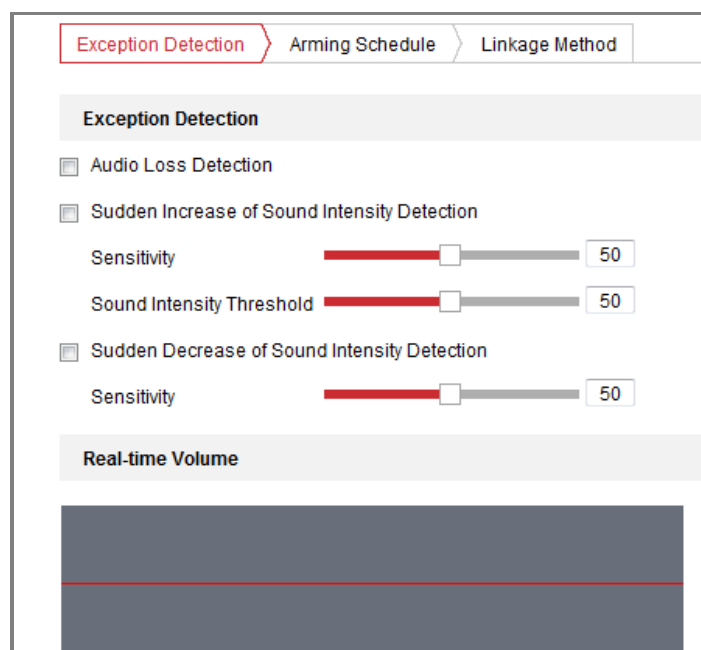 Exception Detection Arming Schedule Linkage Method
Exception Detection
Audio Loss Detection
Sudden Increase of Sound Intensity Detection
Sensitivity 50
Sound Intensity Threshold 50
Sudden Decrease of Sound Intensity Detection
Sensitivity 50
Real-time Volume